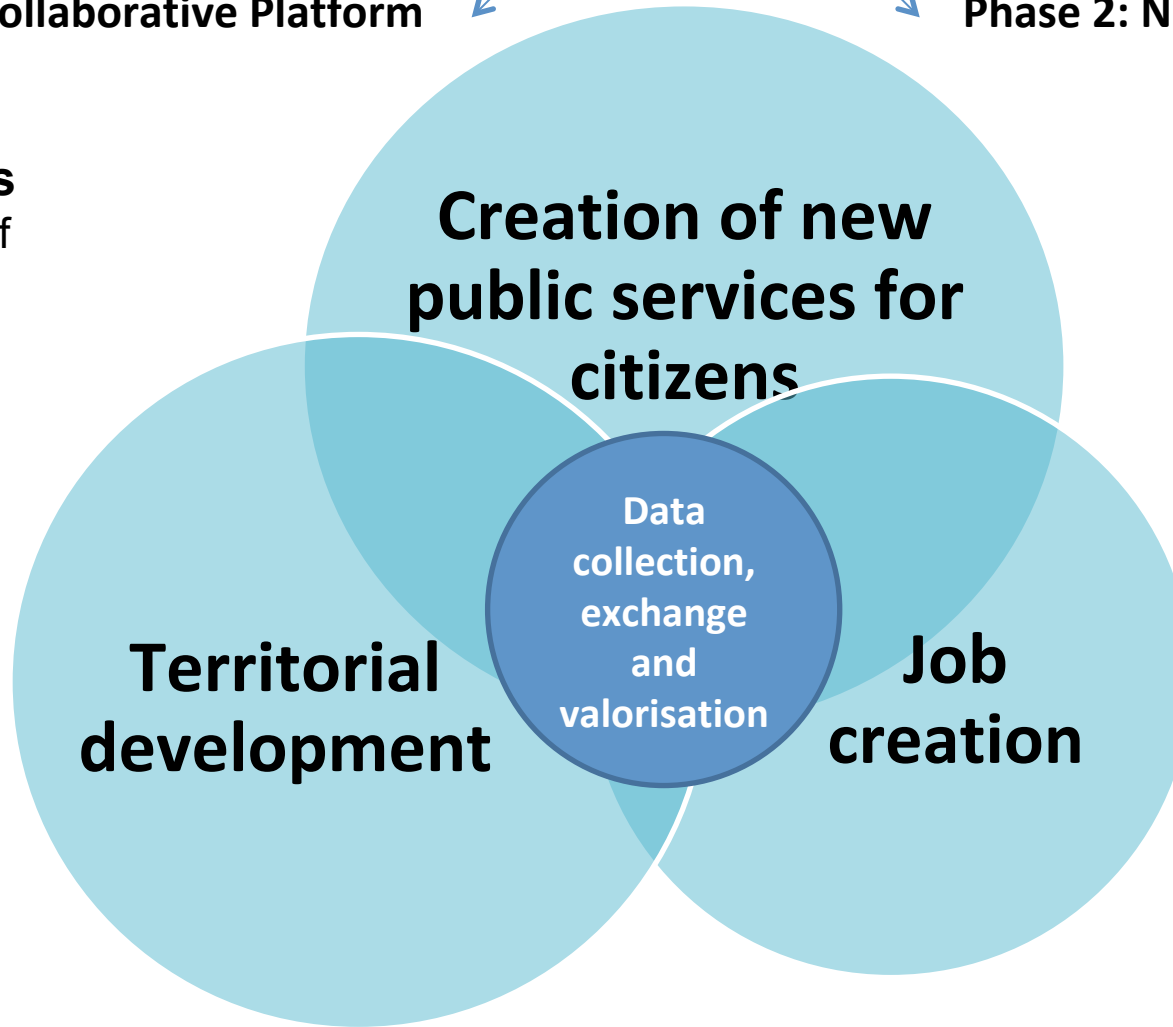 ollaborative Platform
Phase 2: N
s
f
Creation of new
public services for
citizens
Data
collection,
exchange
and
valorisation
Territorial
development
Job
creation